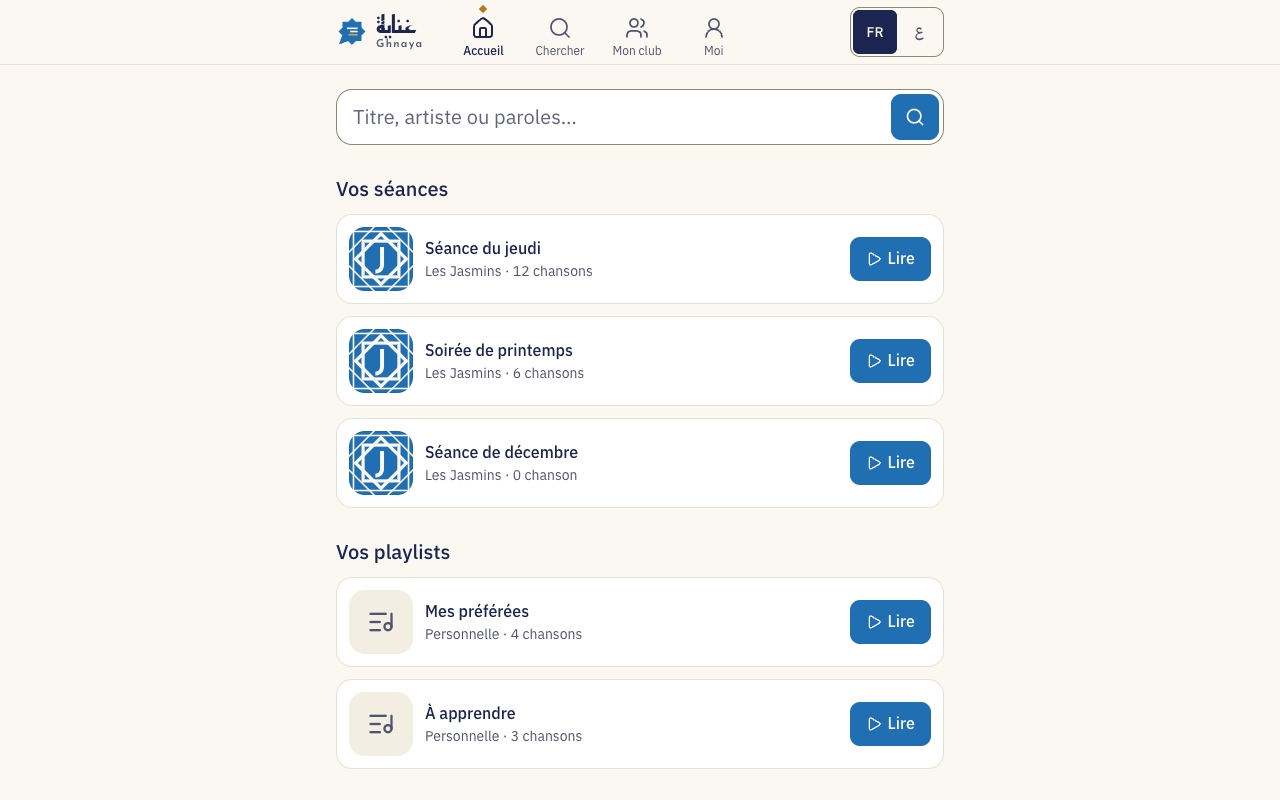 غناية
Ghnaya
Accueil
Chercher
Mon club
Moi
FR
ع
Titre, artiste ou paroles...
Vos séances
J
Séance du jeudi
Les Jasmins · 12 chansons
Lire
J
Soirée de printemps
Les Jasmins · 6 chansons
Lire
J
Séance de décembre
Les Jasmins · 0 chanson
Lire
Vos playlists
Mes préférées
Personnelle · 4 chansons
Lire
À apprendre
Personnelle · 3 chansons
Lire